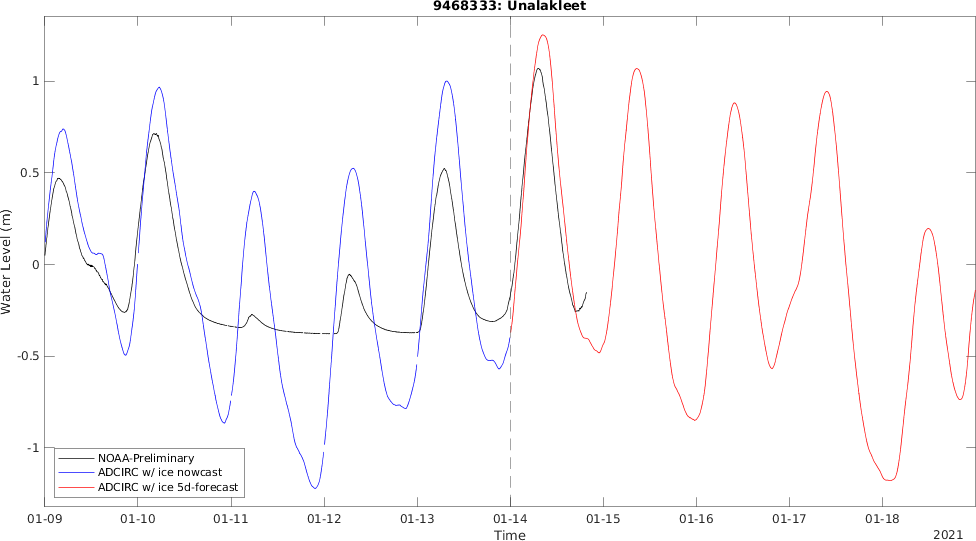 9468333: Unalakleet
Water Level (m)
1
0.5
0
-0.5
-1
NOAA-Preliminary
ADCIRC w/ ice nowcast
ADCIRC w/ ice 5d-forecast
01-09 01-10 01-11 01-12 01-13 01-14 01-15 01-16 01-17 01-18
Time
2021